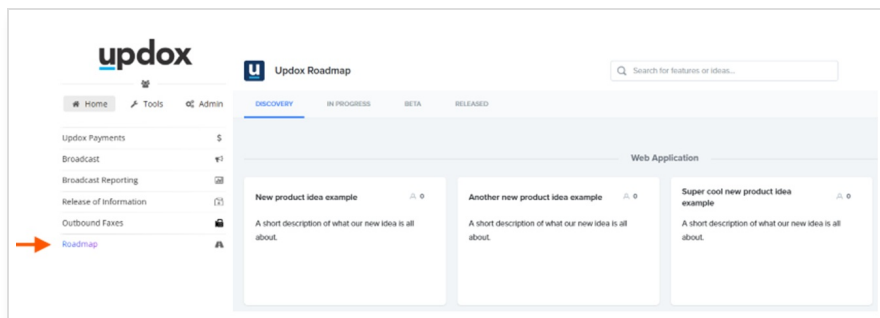 updox
Home Tools Admin
Updox Payments
Broadcast
Broadcast Reporting
Release of Information
Outbound Faxes
Roadmap
u Updox Roadmap
Search for features or ideas...
DISCOVERY IN PROGRESS BETA RELEASED
Web Application
New product idea example 0
A short description of what our new idea is all
about.
Another new product idea example 0
A short description of what our new idea is all
about.
Super cool new product idea
example 0
A short description of what our new idea is all
about.